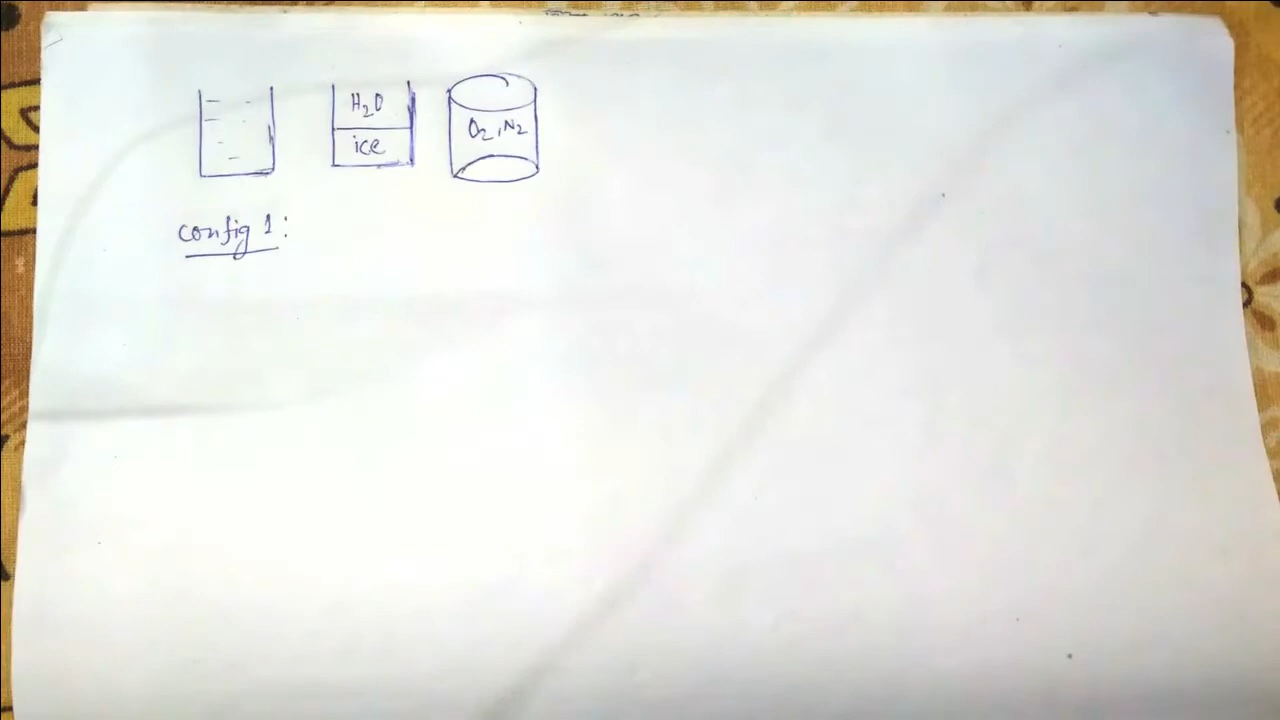 H₂O
ice
O₂, N₂
config 1: